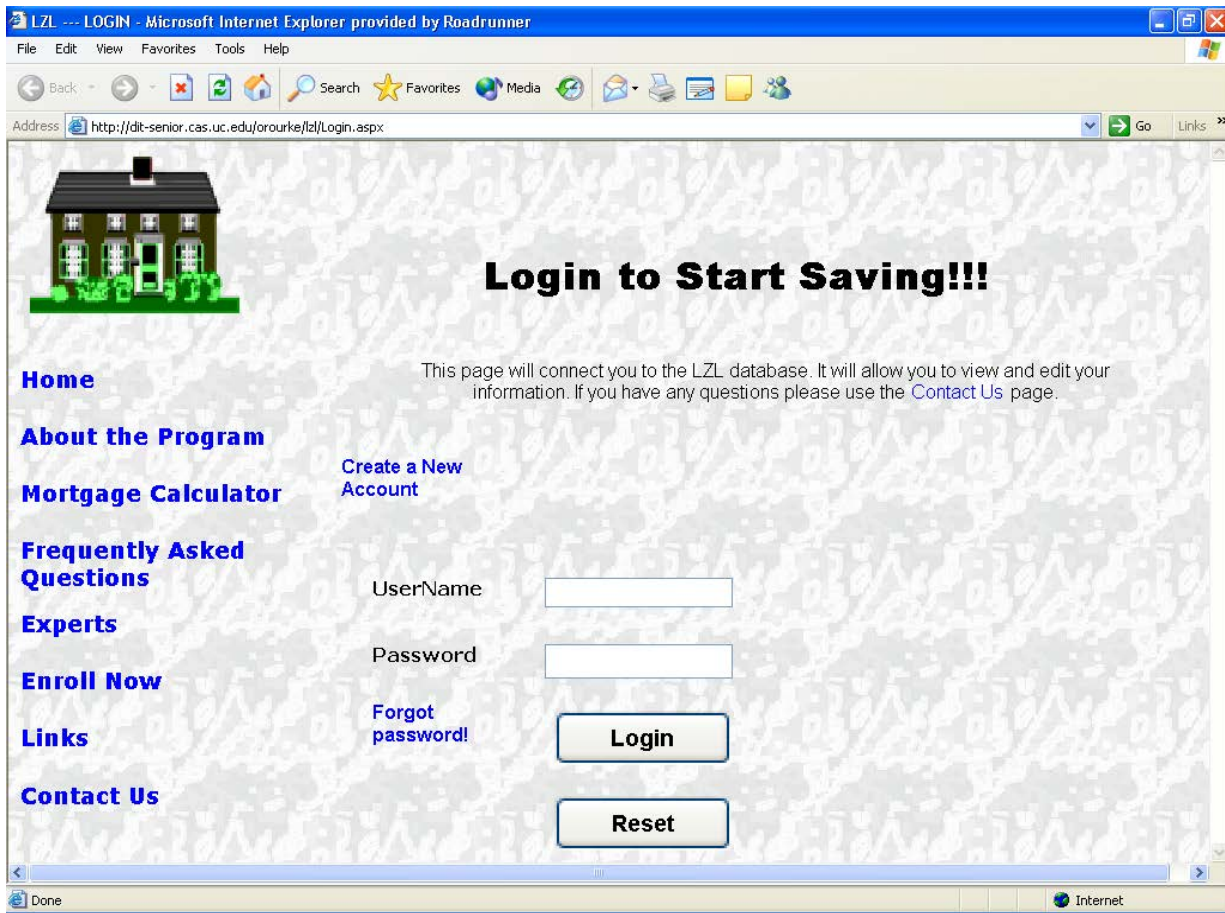 LZL --- LOGIN - Microsoft Internet Explorer provided by Roadrunner
File Edit View Favorites Tools Help
Back Search Favorites Media
Address http://dit-senior.cas.uc.edu/orourke/lzl/Login.aspx Go Links »
Login to Start Saving!!!
This page will connect you to the LZL database. It will allow you to view and edit your
information. If you have any questions please use the Contact Us page.
Home
About the Program
Mortgage Calculator
Frequently Asked
Questions
Experts
Enroll Now
Links
Contact Us
Create a New
Account
UserName
Password
Forgot
password!
Login
Reset
Done Internet